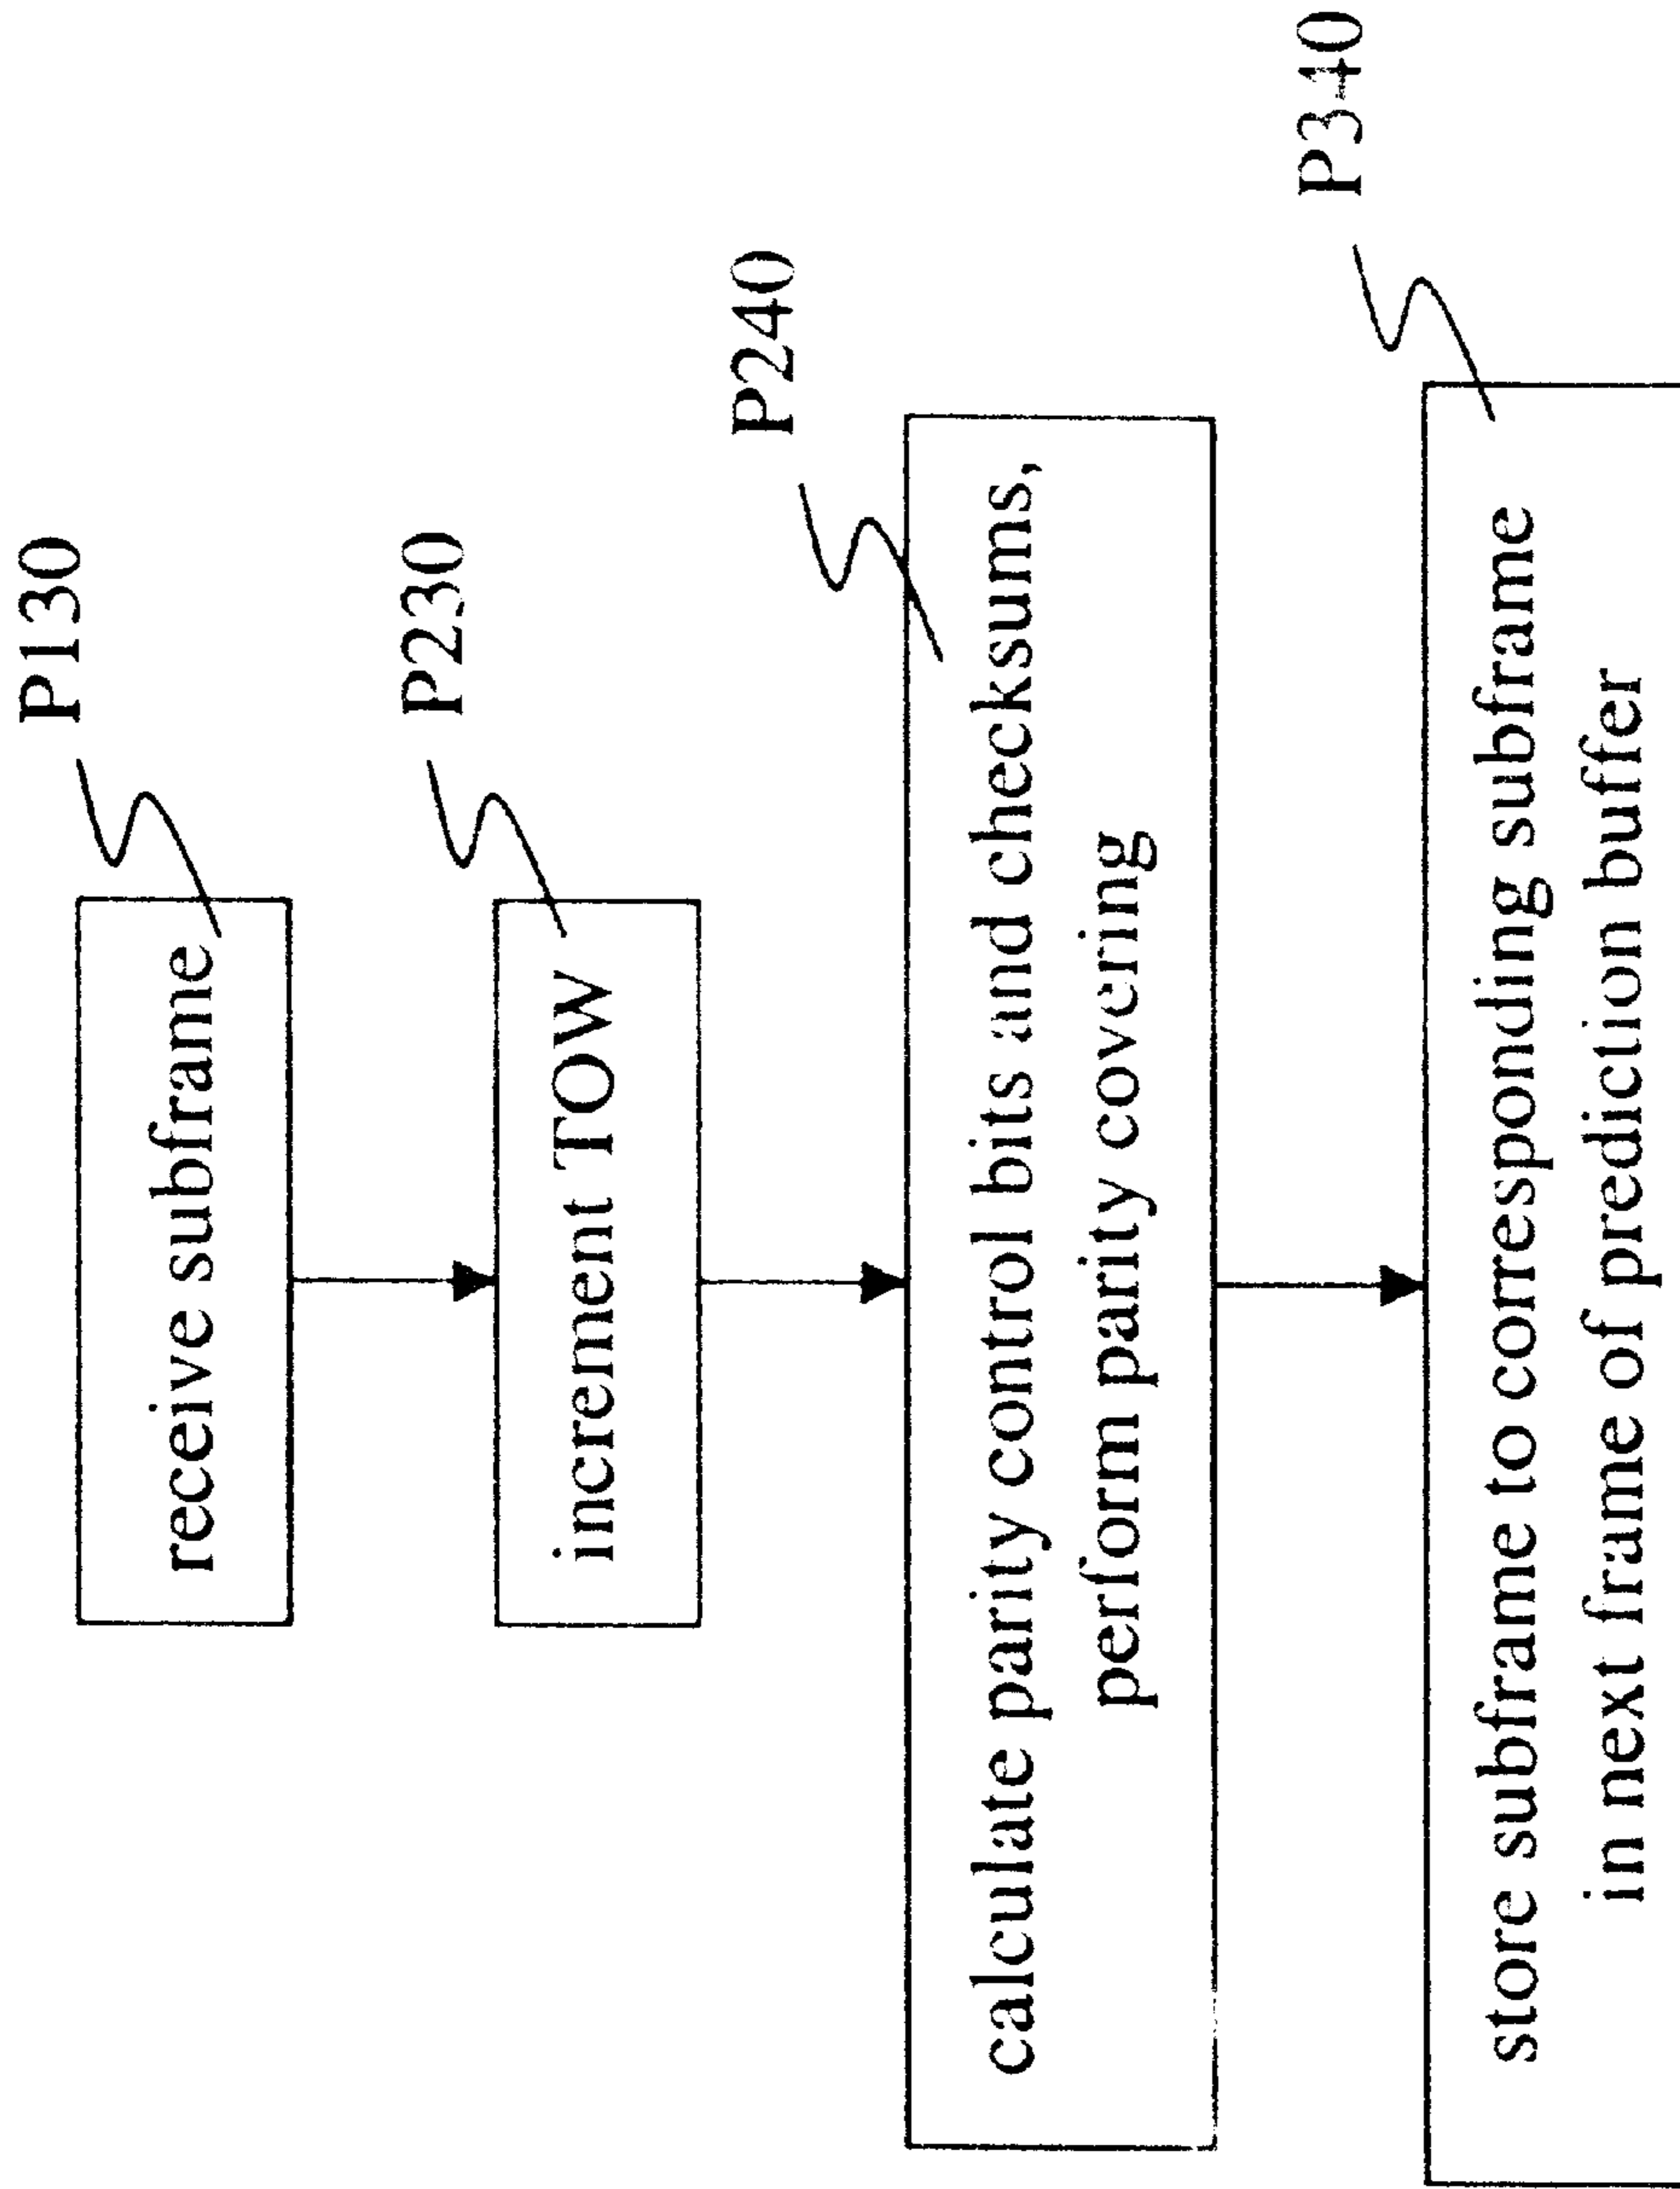 P130
receive subframe
P230
increment TOW
P240
calculate parity control bits and checksums,
perform parity covering
P340
store subframe to corresponding subframe
in next frame of prediction buffer